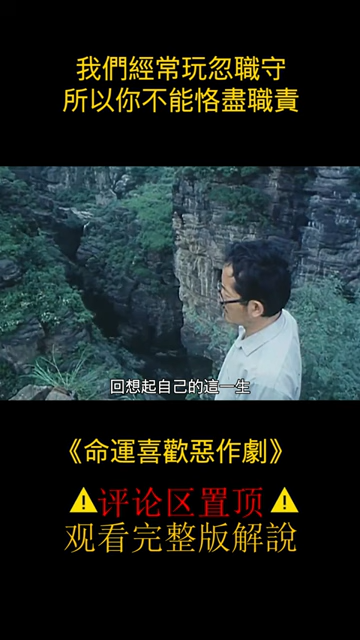 我們經常玩忽職守
所以你不能恪盡職責
回想起自己的這一生
《命運喜歡惡作劇》
⚠评论区置顶⚠
观看完整版解說